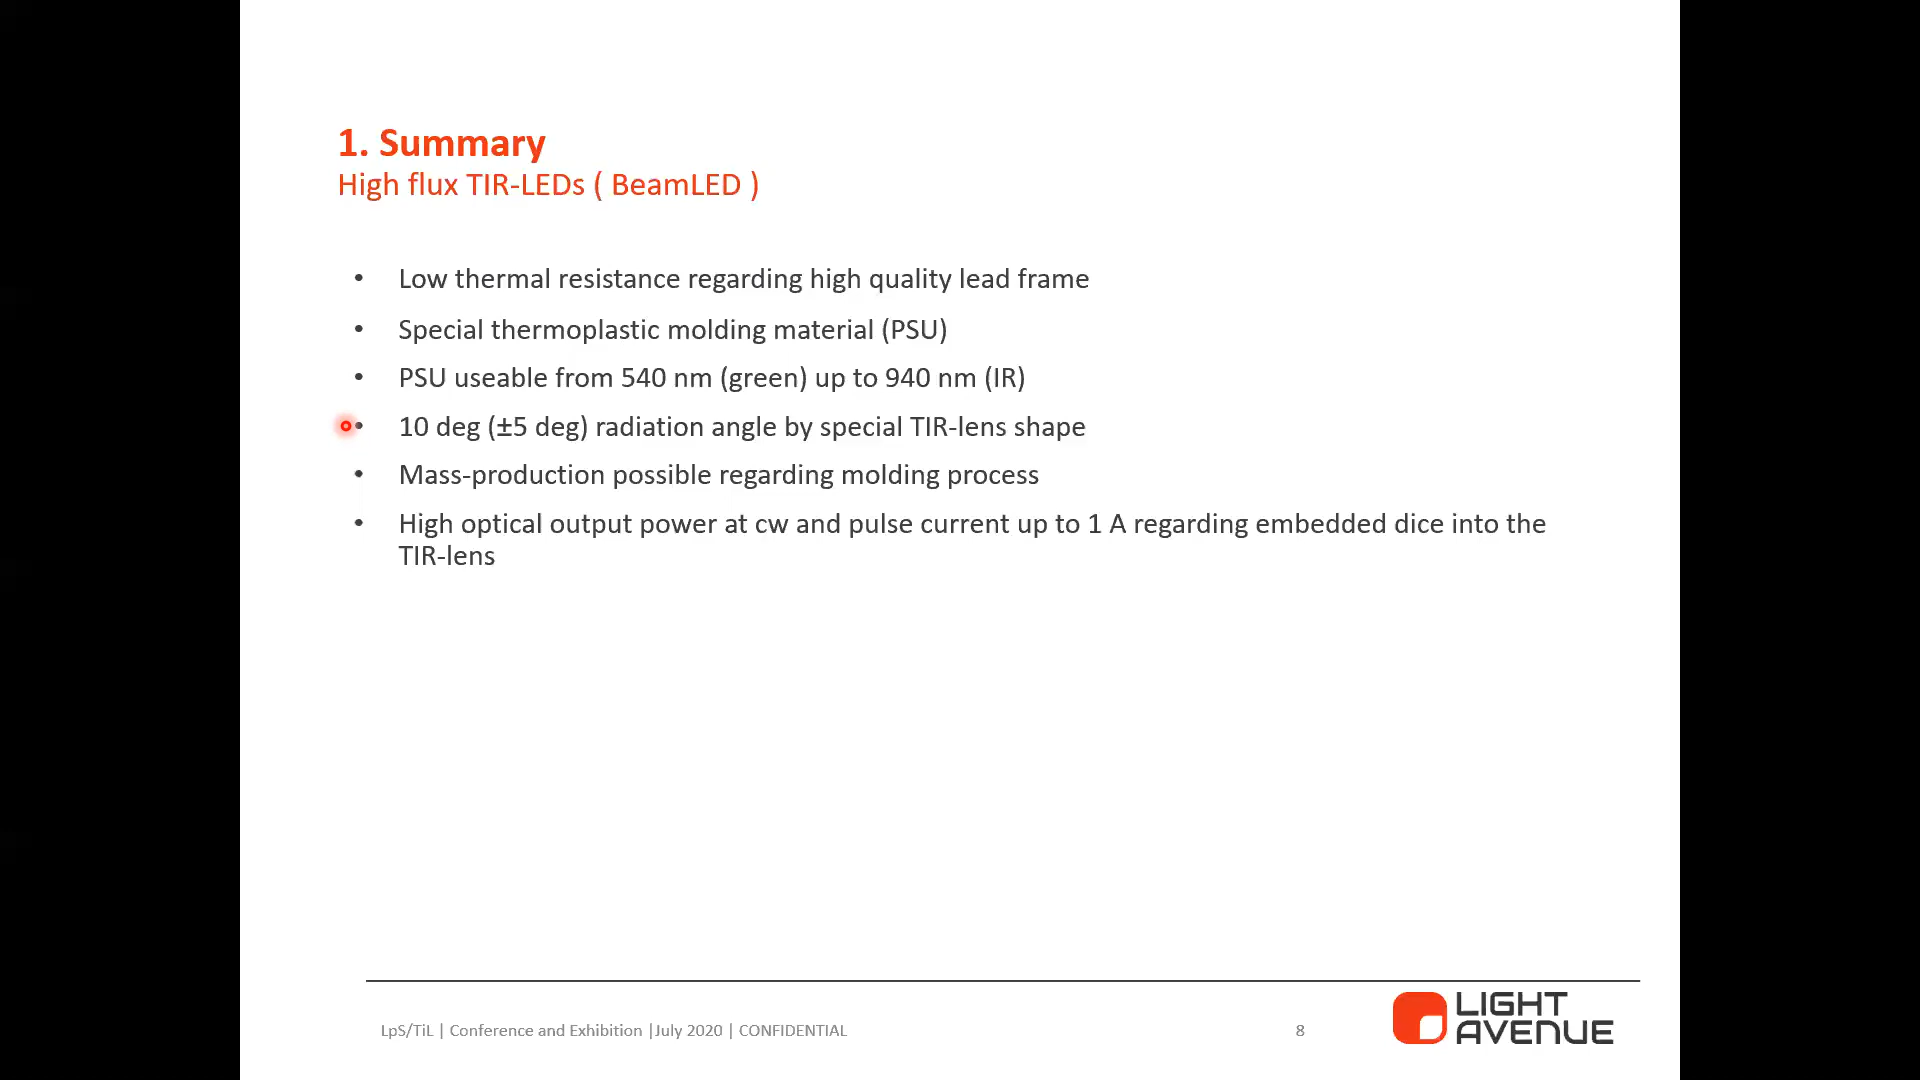 1. Summary
High flux TIR-LEDs ( BeamLED )
• Low thermal resistance regarding high quality lead frame
• Special thermoplastic molding material (PSU)
• PSU useable from 540 nm (green) up to 940 nm (IR)
• 10 deg (±5 deg) radiation angle by special TIR-lens shape
• Mass-production possible regarding molding process
• High optical output power at cw and pulse current up to 1 A regarding embedded dice into the
TIR-lens
LpS/TiL | Conference and Exhibition |July 2020 | CONFIDENTIAL
8
LIGHT
AVENUE